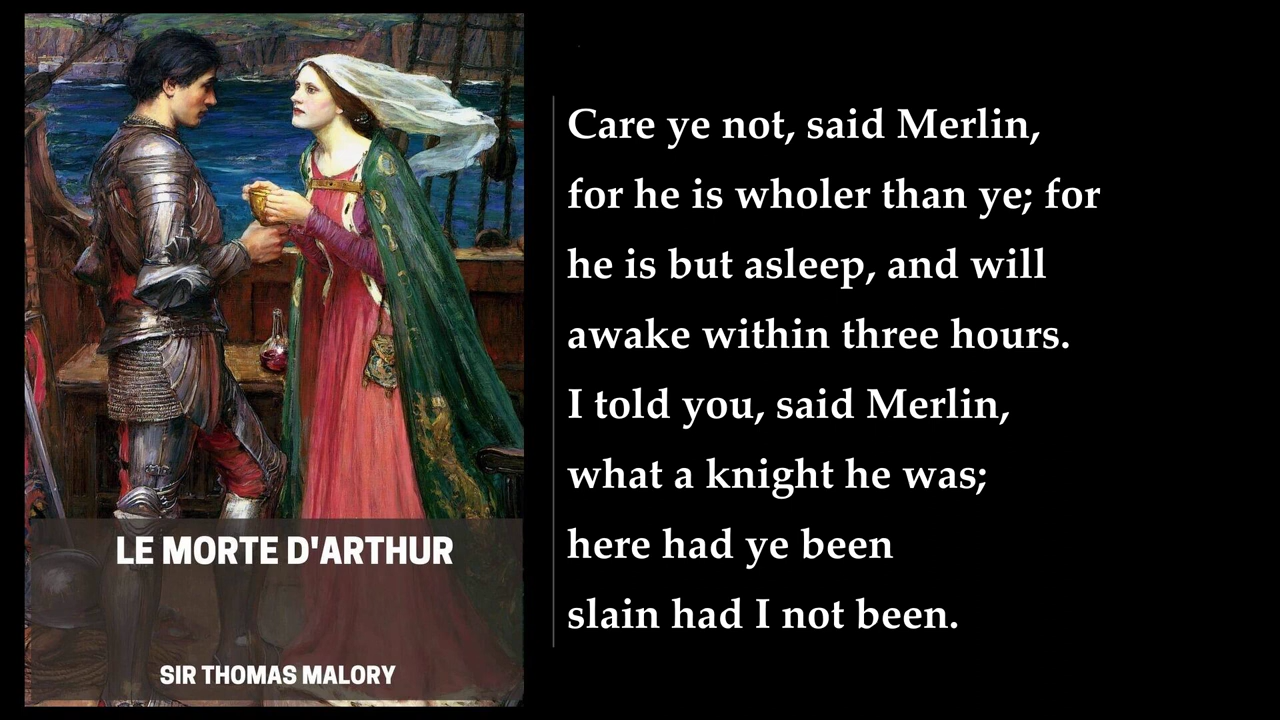 LE MORTE D'ARTHUR
SIR THOMAS MALORY
Care ye not, said Merlin,
for he is wholer than ye; for
he is but asleep, and will
awake within three hours.
I told you, said Merlin,
what a knight he was;
here had ye been
slain had I not been.